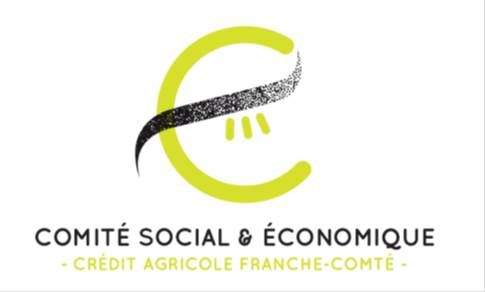 COMITÉ SOCIAL & ÉCONOMIQUE
- CRÉDIT AGRICOLE FRANCHE-COMTÉ -